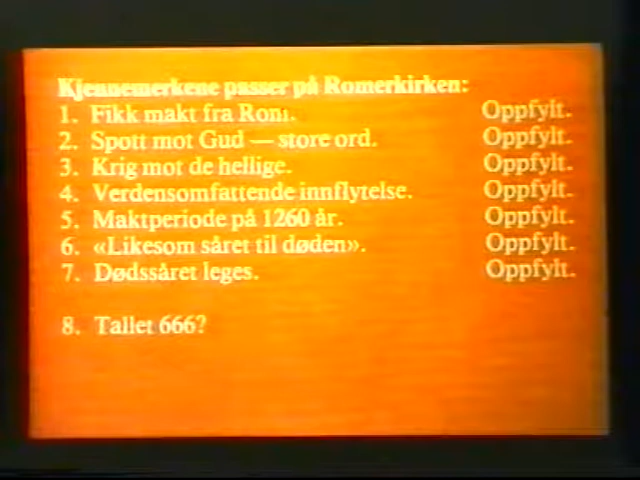 Kjennemerkene passer på Romerkirken:
1. Fikk makt fra Rom. Oppfylt.
2. Spott mot Gud — store ord. Oppfylt.
3. Krig mot de hellige. Oppfylt.
4. Verdensomfattende innflytelse. Oppfylt.
5. Maktperiode på 1260 år. Oppfylt.
6. «Likesom såret til døden». Oppfylt.
7. Dødssåret leges. Oppfylt.
8. Tallet 666?